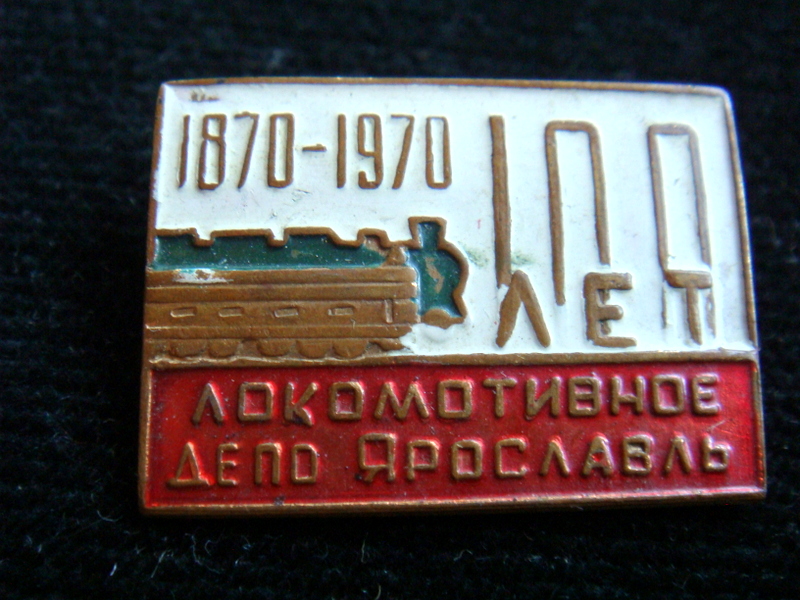 1870-1970
100
ЛЕТ
ЛОКОМОТИВНОЕ
ДЕПО ЯРОСЛАВЛЬ